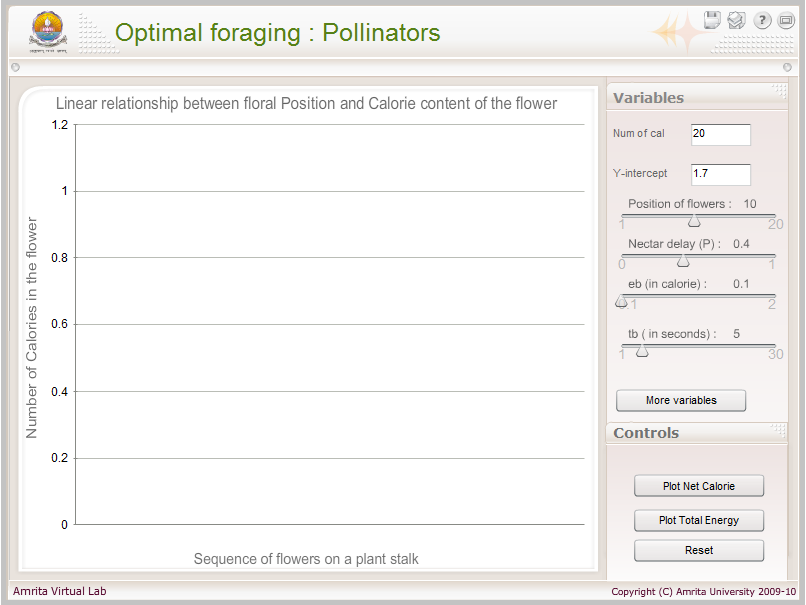 Optimal foraging : Pollinators
?
Linear relationship between floral Position and Calorie content of the flower
1.2
1
0.8
0.6
0.4
0.2
0
Number of Calories in the flower
Sequence of flowers on a plant stalk
Variables
Num of cal 20
Y-intercept 1.7
Position of flowers : 10
1 20
Nectar delay (P) : 0.4
0 1
eb (in calorie) : 0.1
0.1 2
tb ( in seconds) : 5
1 30
More variables
Controls
Plot Net Calorie
Plot Total Energy
Reset
Amrita Virtual Lab
Copyright (C) Amrita University 2009-10